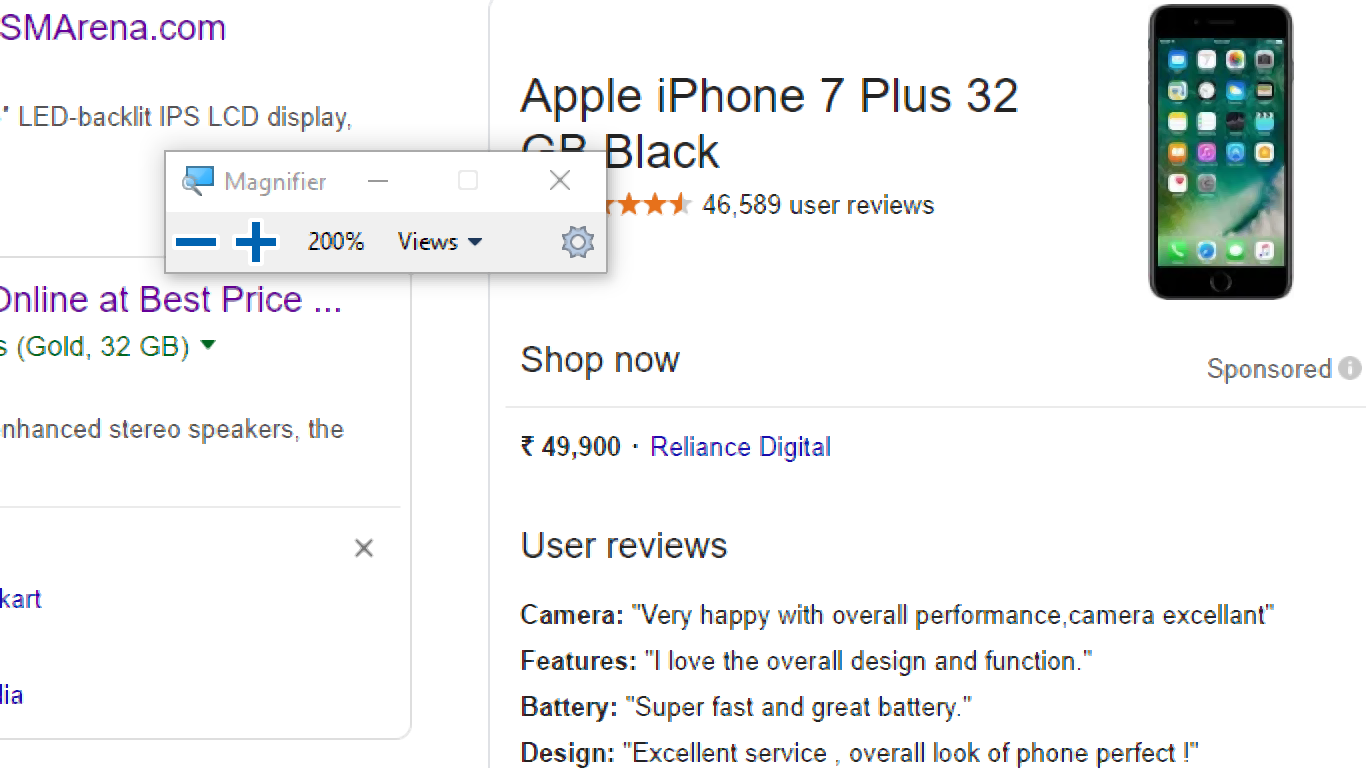 SMArena.com
LED-backlit IPS LCD display,
Magnifier
200% Views
Online at Best Price ...
s (Gold, 32 GB)
nhanced stereo speakers, the
kart
lia
Apple iPhone 7 Plus 32
GB Black
46,589 user reviews
Shop now
Sponsored
₹ 49,900 · Reliance Digital
User reviews
Camera: "Very happy with overall performance,camera excellant"
Features: "I love the overall design and function."
Battery: "Super fast and great battery."
Design: "Excellent service , overall look of phone perfect !"